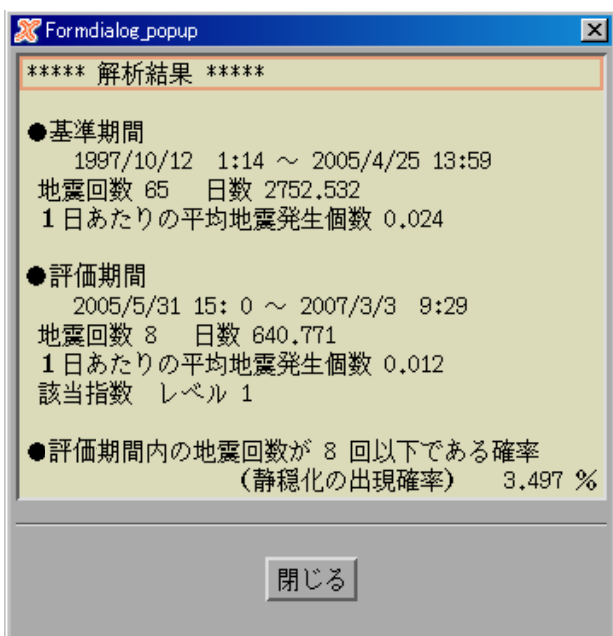 Formdialog_popup
***** 解析結果 *****
●基準期間
1997/10/12 1:14 ～ 2005/4/25 13:59
地震回数 65 日数 2752.532
１日あたりの平均地震発生個数 0.024
●評価期間
2005/5/31 15: 0 ～ 2007/3/3 9:29
地震回数 8 日数 640.771
１日あたりの平均地震発生個数 0.012
該当指数 レベル 1
●評価期間内の地震回数が 8 回以下である確率
(静穏化の出現確率) 3.497 %
閉じる